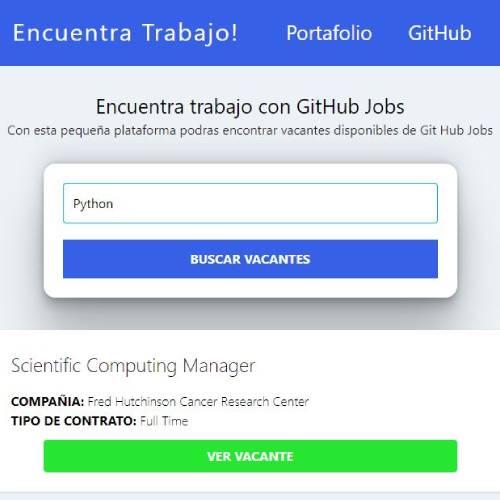 Encuentra Trabajo!
Portafolio
GitHub
Encuentra trabajo con GitHub Jobs
Con esta pequeña plataforma podras encontrar vacantes disponibles de Git Hub Jobs
Python
BUSCAR VACANTES
Scientific Computing Manager
COMPAÑIA: Fred Hutchinson Cancer Research Center
TIPO DE CONTRATO: Full Time
VER VACANTE